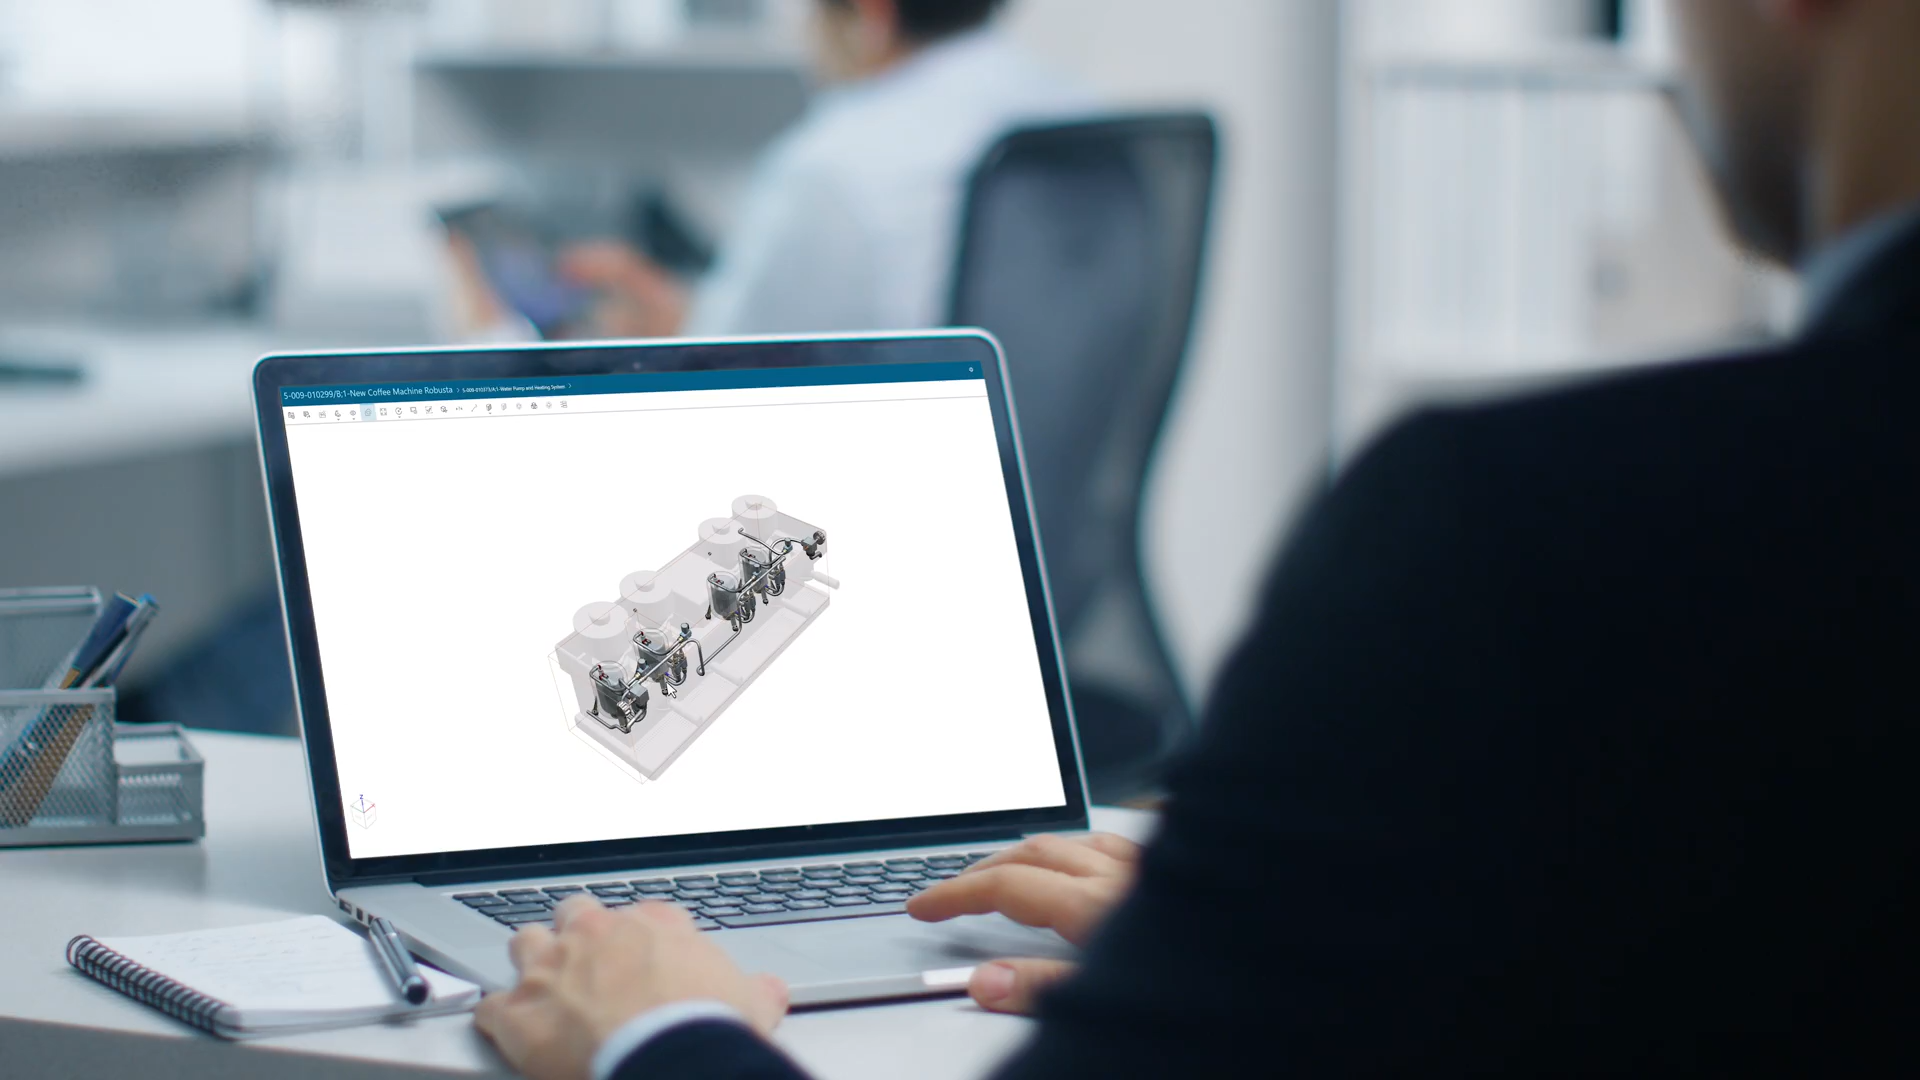 5-009-010299/B;1-New Coffee Machine Robusta > 5-009-010373/A;1-Water Pump and Heating System >
Z